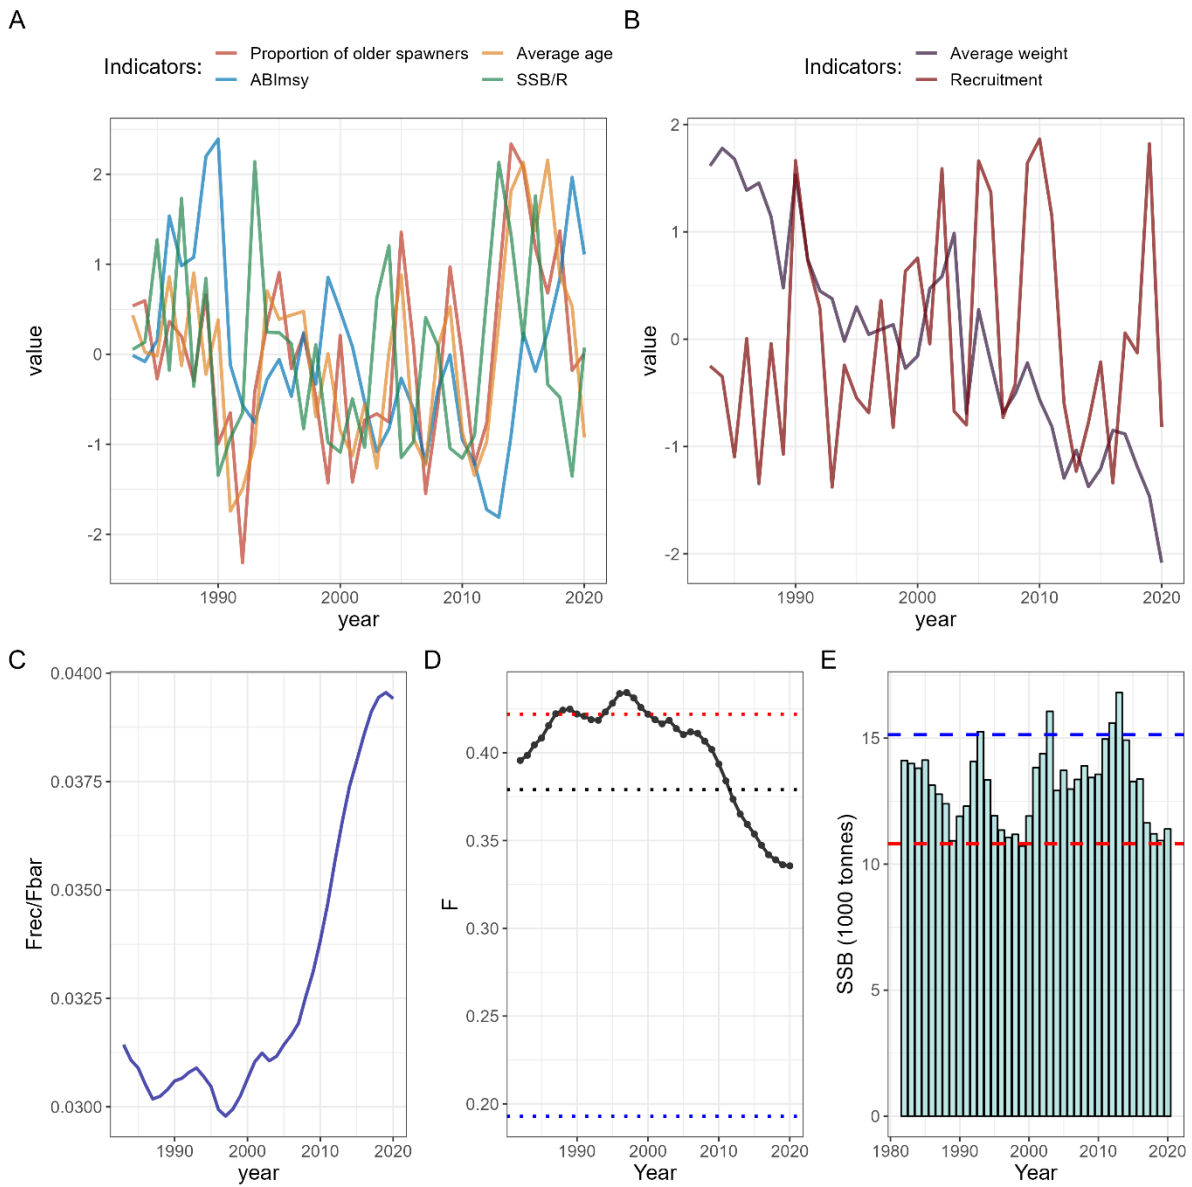 A
Indicators:
Proportion of older spawners
Average age
ABImsy
SSB/R
value
2
1
0
-1
-2
1990
2000
2010
2020
year
B
Indicators:
Average weight
Recruitment
value
2
1
0
-1
-2
1990
2000
2010
2020
year
C
Frec/Fbar
0.0400
0.0375
0.0350
0.0325
0.0300
1990
2000
2010
2020
year
D
F
0.40
0.35
0.30
0.25
0.20
1990
2000
2010
2020
Year
E
SSB (1000 tonnes)
15
10
5
0
1980
1990
2000
2010
2020
Year